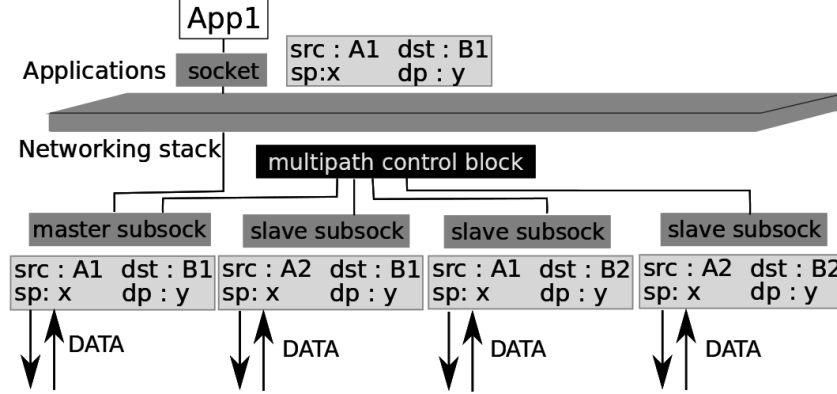 App1
Applications
socket
src : A1 dst : B1
sp:x dp : y
Networking stack
multipath control block
master subsock
slave subsock
slave subsock
slave subsock
src : A1 dst : B1
sp: x dp : y
src : A2 dst : B1
sp: x dp : y
src : A1 dst : B2
sp: x dp : y
src : A2 dst : B2
sp: x dp : y
DATA
DATA
DATA
DATA